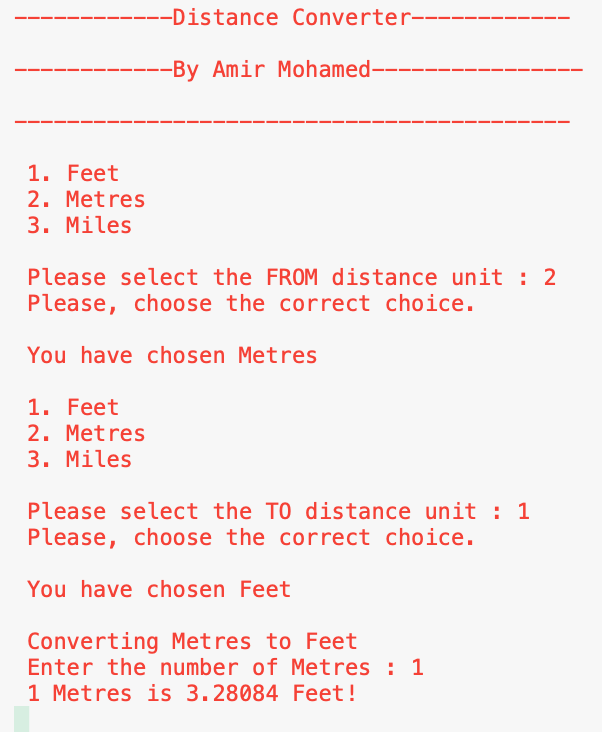 ------------Distance Converter------------
------------By Amir Mohamed----------------
------------------------------------------
1. Feet
2. Metres
3. Miles
Please select the FROM distance unit : 2
Please, choose the correct choice.
You have chosen Metres
1. Feet
2. Metres
3. Miles
Please select the TO distance unit : 1
Please, choose the correct choice.
You have chosen Feet
Converting Metres to Feet
Enter the number of Metres : 1
1 Metres is 3.28084 Feet!